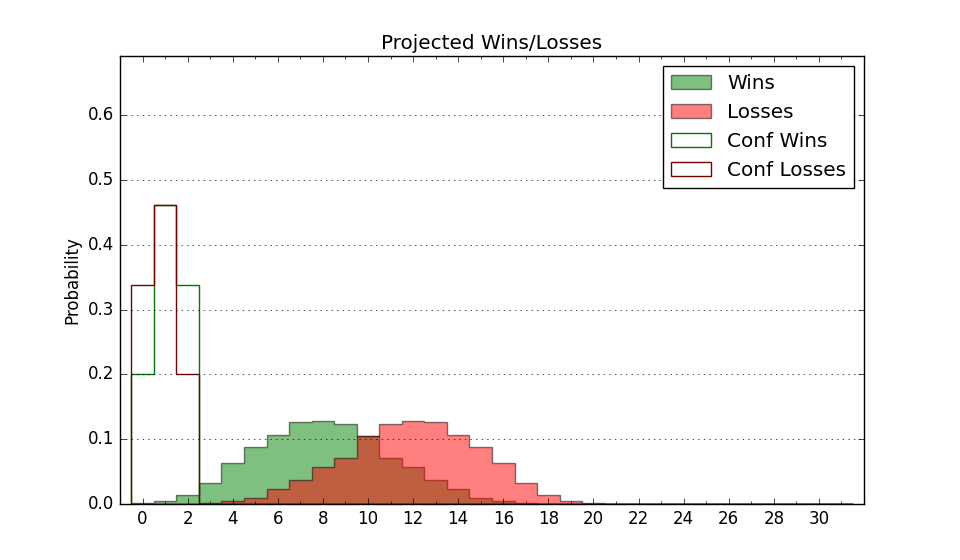 Projected Wins/Losses
Wins
Losses
Conf Wins
Conf Losses
Probability
0.6
0.5
0.4
0.3
0.2
0.1
0.0
0 2 4 6 8 10 12 14 16 18 20 22 24 26 28 30